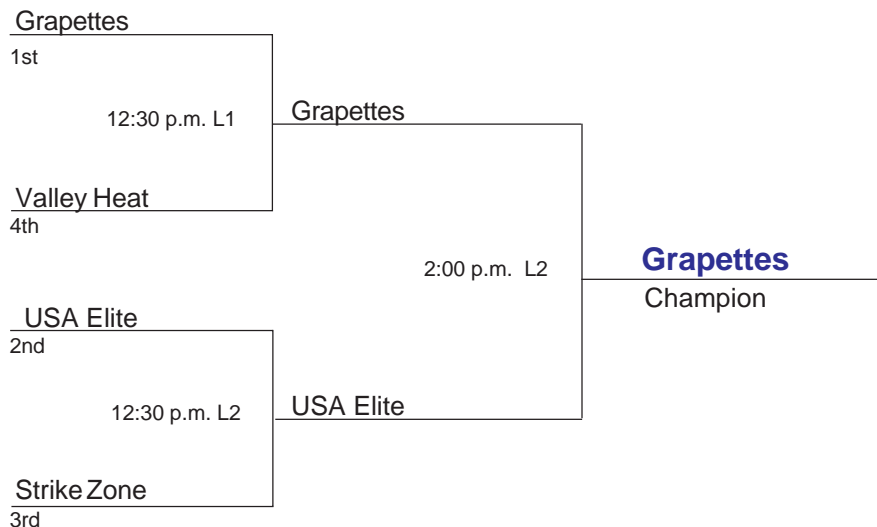 Grapettes
1st
12:30 p.m. L1
Grapettes
Valley Heat
4th
2:00 p.m. L2
Grapettes
Champion
USA Elite
2nd
12:30 p.m. L2
USA Elite
Strike Zone
3rd